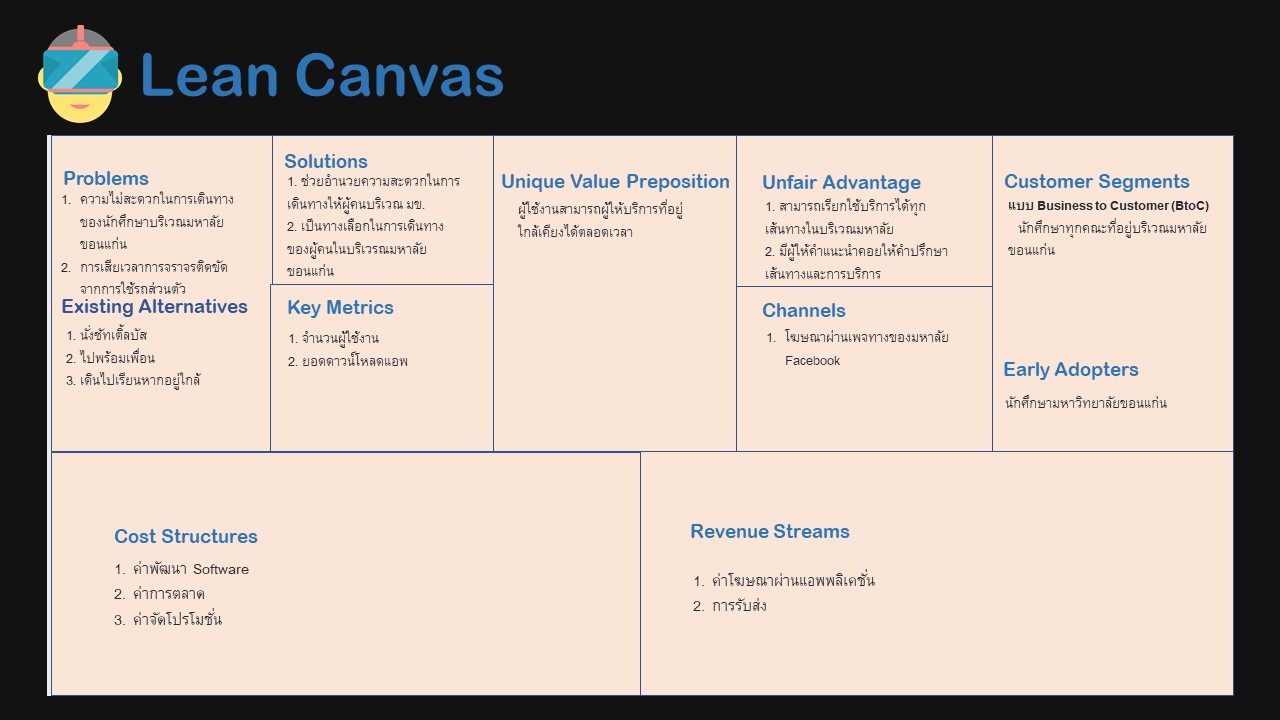 Lean Canvas
Problems
1. ความไม่สะดวกในการเดินทาง
ของนักศึกษาบริเวณมหาลัย
ขอนแก่น
2. การเสียเวลาการจราจรติดขัด
จากการใช้รถส่วนตัว
Existing Alternatives
1. นั่งชัทเติ้ลบัส
2. ไปพร้อมเพื่อน
3. เดินไปเรียนหากอยู่ใกล้
Solutions
1. ช่วยอำนวยความสะดวกในการ
เดินทางให้ผู้คนบริเวณ มข.
2. เป็นทางเลือกในการเดินทาง
ของผู้คนในบริเวรณมหาลัย
ขอนแก่น
Key Metrics
1. จำนวนผู้ใช้งาน
2. ยอดดาวน์โหลดแอพ
Unique Value Preposition
ผู้ใช้งานสามารถผู้ให้บริการที่อยู่
ใกล้เคียงได้ตลอดเวลา
Unfair Advantage
1. สามารถเรียกใช้บริการได้ทุก
เส้นทางในบริเวณมหาลัย
2. มีผู้ให้คำแนะนำคอยให้คำปรึกษา
เส้นทางและการบริการ
Channels
1. โฆษณาผ่านเพจทางของมหาลัย
Facebook
Customer Segments
แบบ Business to Customer (BtoC)
นักศึกษาทุกคณะที่อยู่บริเวณมหาลัย
ขอนแก่น
Early Adopters
นักศึกษามหาวิทยาลัยขอนแก่น
Cost Structures
1. ค่าพัฒนา Software
2. ค่าการตลาด
3. ค่าจัดโปรโมชั่น
Revenue Streams
1. ค่าโฆษณาผ่านแอพพลิเคชั่น
2. การรับส่ง